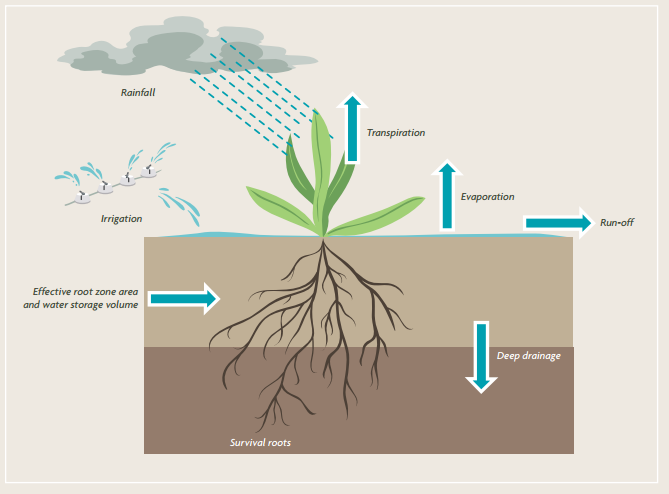 Rainfall
Transpiration
Irrigation
Evaporation
Run-off
Effective root zone area
and water storage volume
Deep drainage
Survival roots